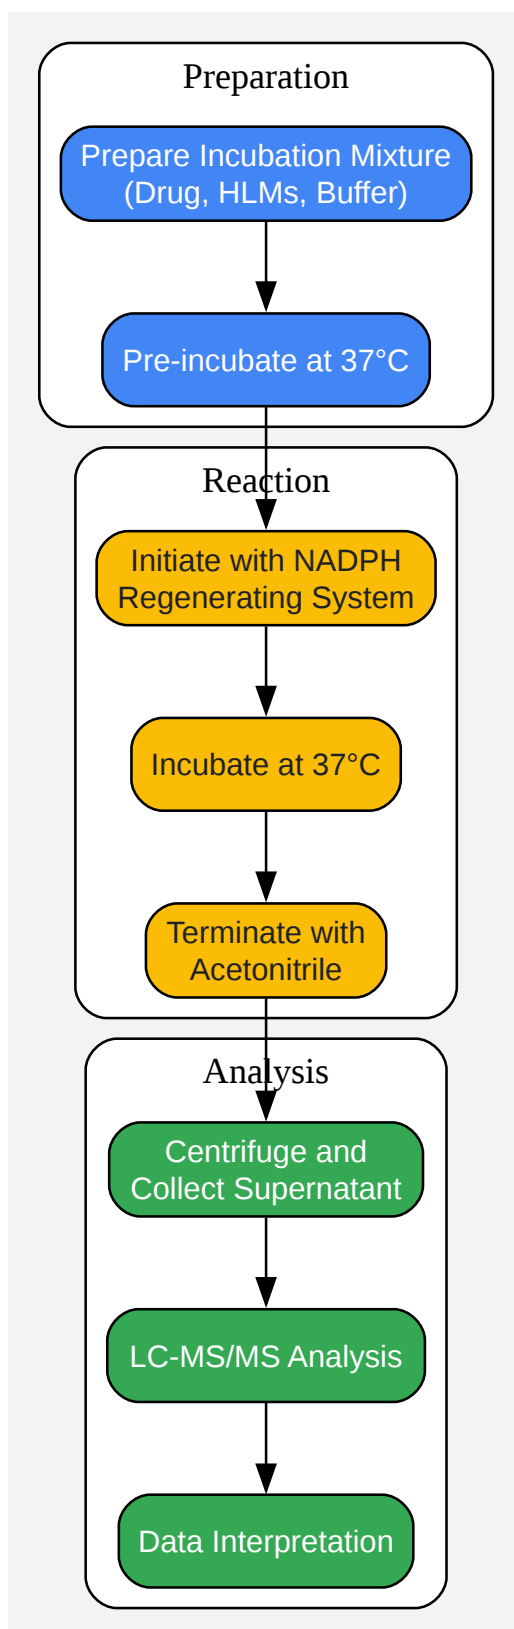 Preparation
Prepare Incubation Mixture
(Drug, HLMs, Buffer)
Pre-incubate at 37°C
Reaction
Initiate with NADPH
Regenerating System
Incubate at 37°C
Terminate with
Acetonitrile
Analysis
Centrifuge and
Collect Supernatant
LC-MS/MS Analysis
Data Interpretation